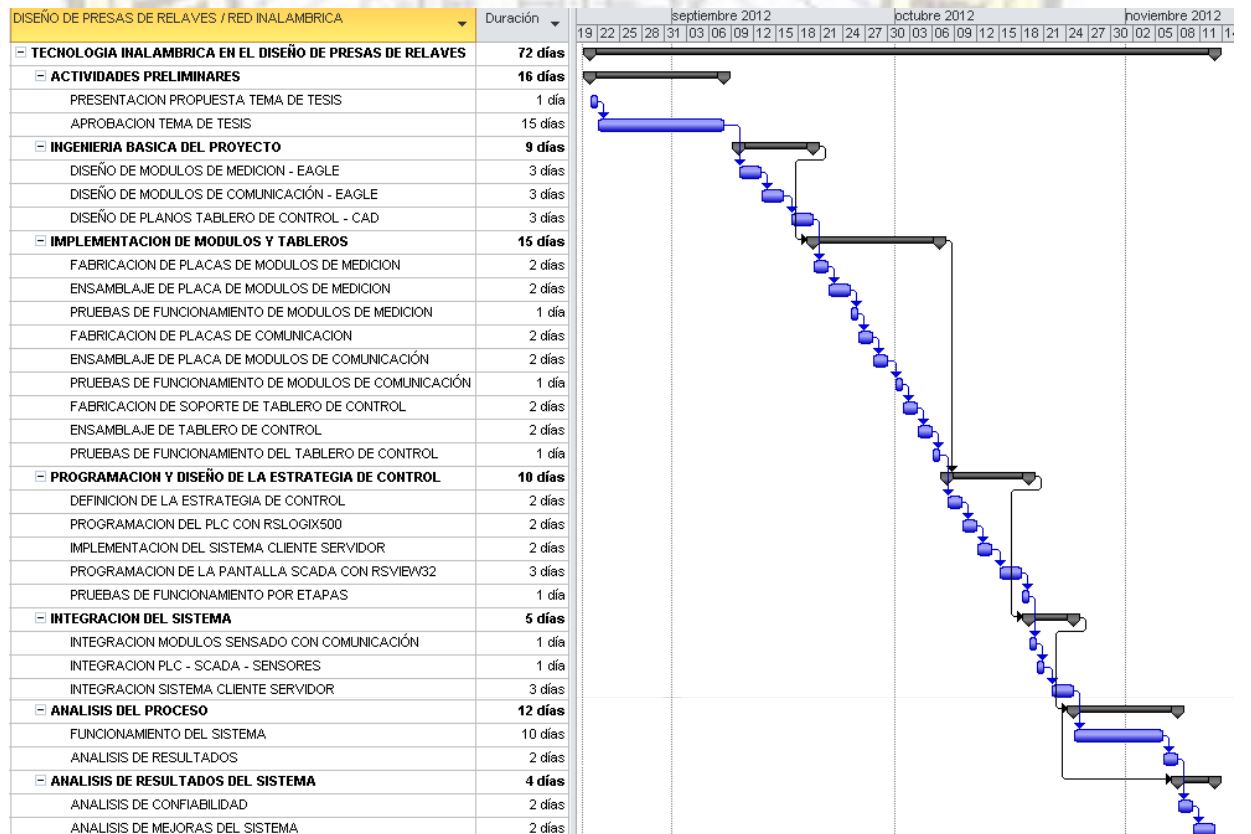 DISEÑO DE PRESAS DE RELAVES / RED INALAMBRICA Duración septiembre 2012 octubre 2012 noviembre 2012
19 22 25 28 31 03 06 09 12 15 18 21 24 27 30 03 06 09 12 15 18 21 24 27 30 02 05 08 11 14
TECNOLOGIA INALAMBRICA EN EL DISEÑO DE PRESAS DE RELAVES 72 días
ACTIVIDADES PRELIMINARES 16 días
PRESENTACION PROPUESTA TEMA DE TESIS 1 día
APROBACION TEMA DE TESIS 15 días
INGENIERIA BASICA DEL PROYECTO 9 días
DISEÑO DE MODULOS DE MEDICION - EAGLE 3 días
DISEÑO DE MODULOS DE COMUNICACIÓN - EAGLE 3 días
DISEÑO DE PLANOS TABLERO DE CONTROL - CAD 3 días
IMPLEMENTACION DE MODULOS Y TABLEROS 15 días
FABRICACION DE PLACAS DE MODULOS DE MEDICION 2 días
ENSAMBLAJE DE PLACA DE MODULOS DE MEDICION 2 días
PRUEBAS DE FUNCIONAMIENTO DE MODULOS DE MEDICION 1 día
FABRICACION DE PLACAS DE COMUNICACION 2 días
ENSAMBLAJE DE PLACA DE MODULOS DE COMUNICACIÓN 2 días
PRUEBAS DE FUNCIONAMIENTO DE MODULOS DE COMUNICACIÓN 1 día
FABRICACION DE SOPORTE DE TABLERO DE CONTROL 2 días
ENSAMBLAJE DE TABLERO DE CONTROL 2 días
PRUEBAS DE FUNCIONAMIENTO DEL TABLERO DE CONTROL 1 día
PROGRAMACION Y DISEÑO DE LA ESTRATEGIA DE CONTROL 10 días
DEFINICION DE LA ESTRATEGIA DE CONTROL 2 días
PROGRAMACION DEL PLC CON RSLOGIX500 2 días
IMPLEMENTACION DEL SISTEMA CLIENTE SERVIDOR 2 días
PROGRAMACION DE LA PANTALLA SCADA CON RSVIEW32 3 días
PRUEBAS DE FUNCIONAMIENTO POR ETAPAS 1 día
INTEGRACION DEL SISTEMA 5 días
INTEGRACION MODULOS SENSADO CON COMUNICACIÓN 1 día
INTEGRACION PLC - SCADA - SENSORES 1 día
INTEGRACION SISTEMA CLIENTE SERVIDOR 3 días
ANALISIS DEL PROCESO 12 días
FUNCIONAMIENTO DEL SISTEMA 10 días
ANALISIS DE RESULTADOS 2 días
ANALISIS DE RESULTADOS DEL SISTEMA 4 días
ANALISIS DE CONFIABILIDAD 2 días
ANALISIS DE MEJORAS DEL SISTEMA 2 días